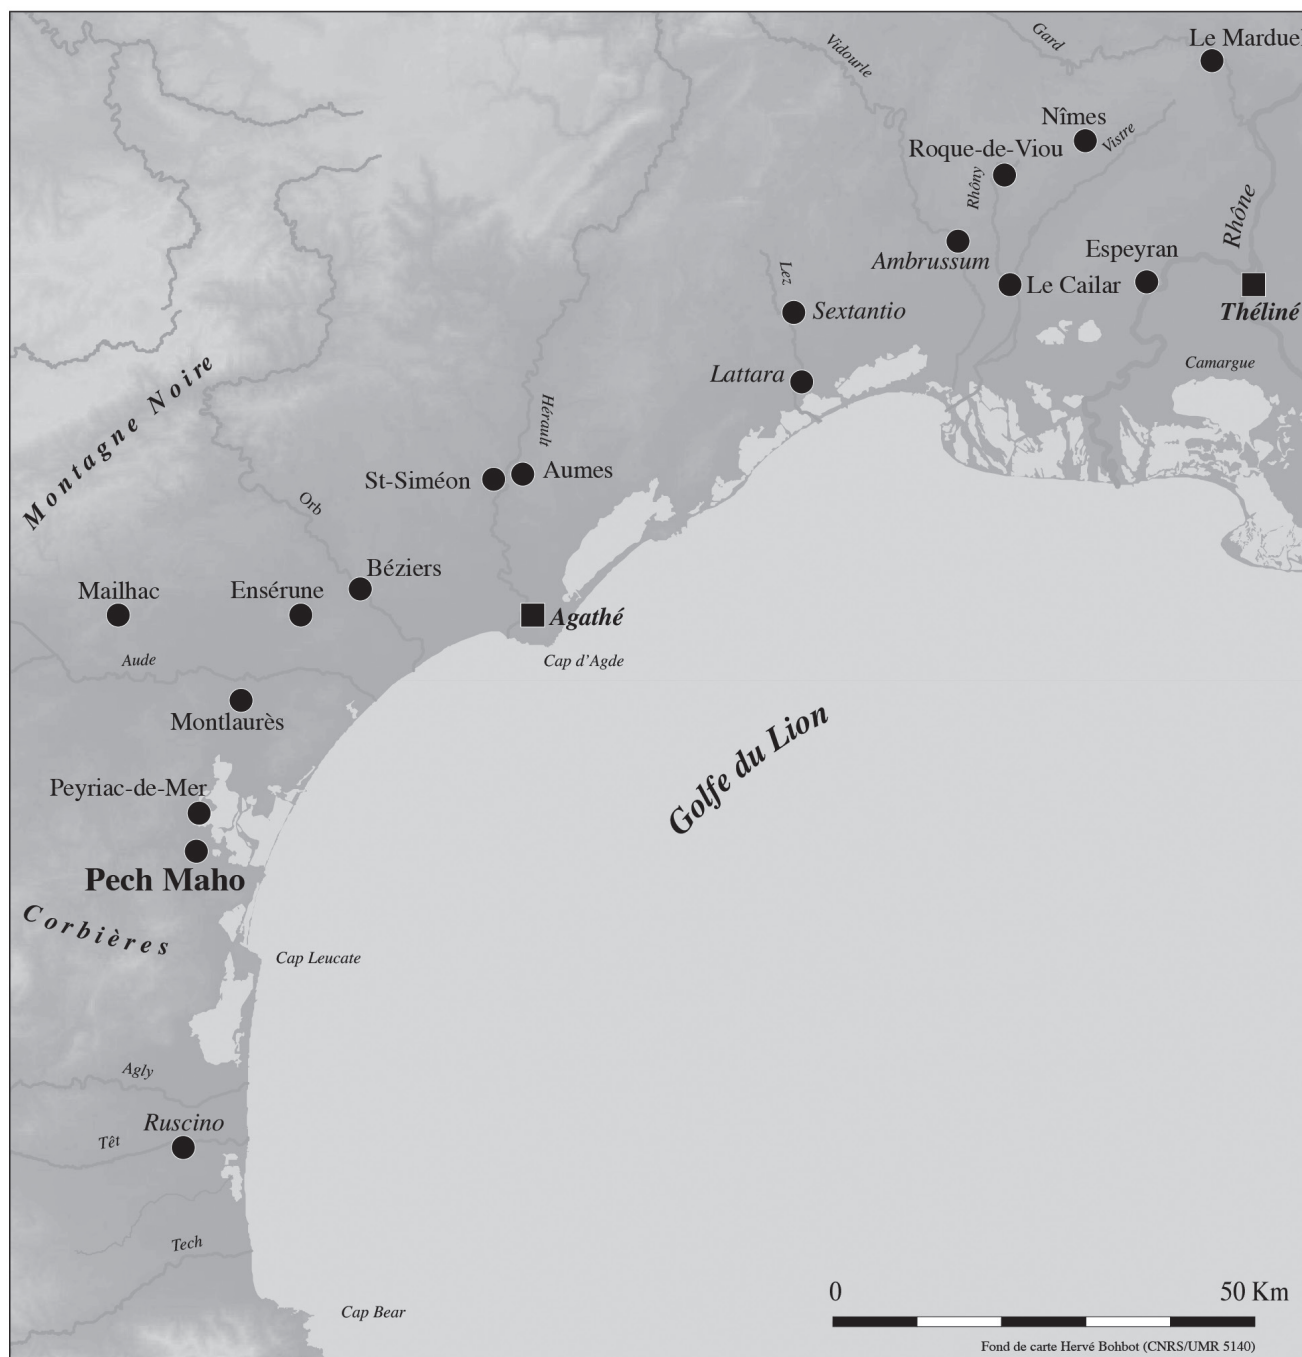 Gard
Le Marduel
Vidourle
Nîmes
Vistre
Roque-de-Viou
Rhôny
Rhône
Espeyran
Ambrussum
Lez
Le Cailar
Sextantio
Théliné
Camargue
Lattara
Montagne Noire
Hérault
St-Siméon
Aumes
Orb
Béziers
Mailhac
Ensérune
Agathé
Aude
Cap d'Agde
Montlaurès
Golfe du Lion
Peyriac-de-Mer
Pech Maho
Corbières
Cap Leucate
Agly
Ruscino
Têt
Tech
Cap Bear
0 50 Km
Fond de carte Hervé Bohbot (CNRS/UMR 5140)